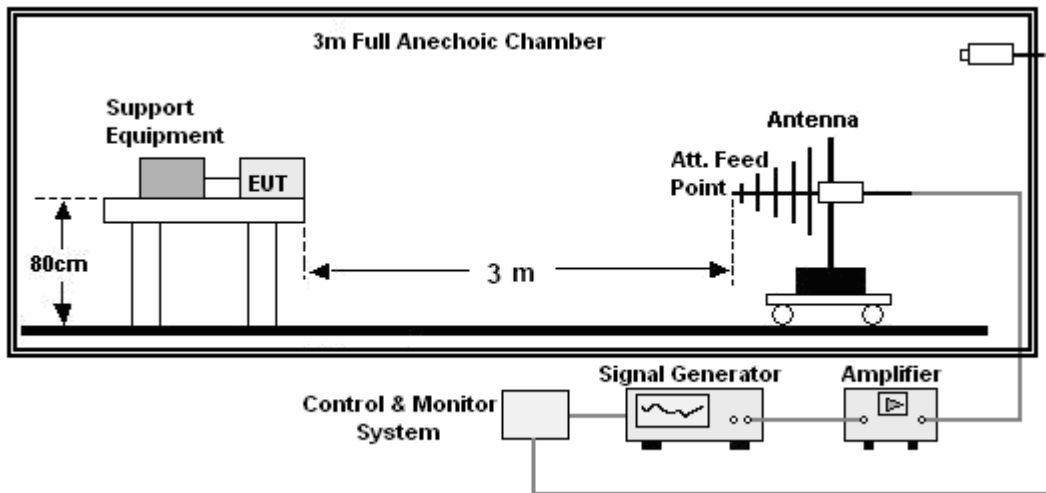 3m Full Anechoic Chamber
Support
Equipment
EUT
80cm
3 m
Antenna
Att. Feed
Point
Signal Generator
Amplifier
Control & Monitor
System